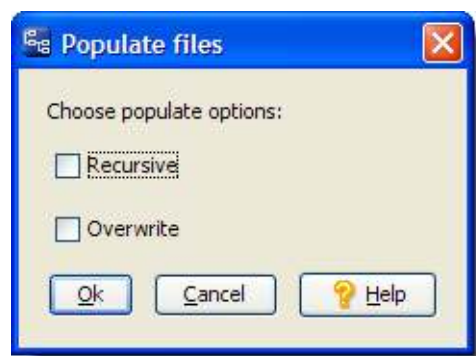 Populate files
Choose populate options:
Recursive
Overwrite
Ok Cancel Help